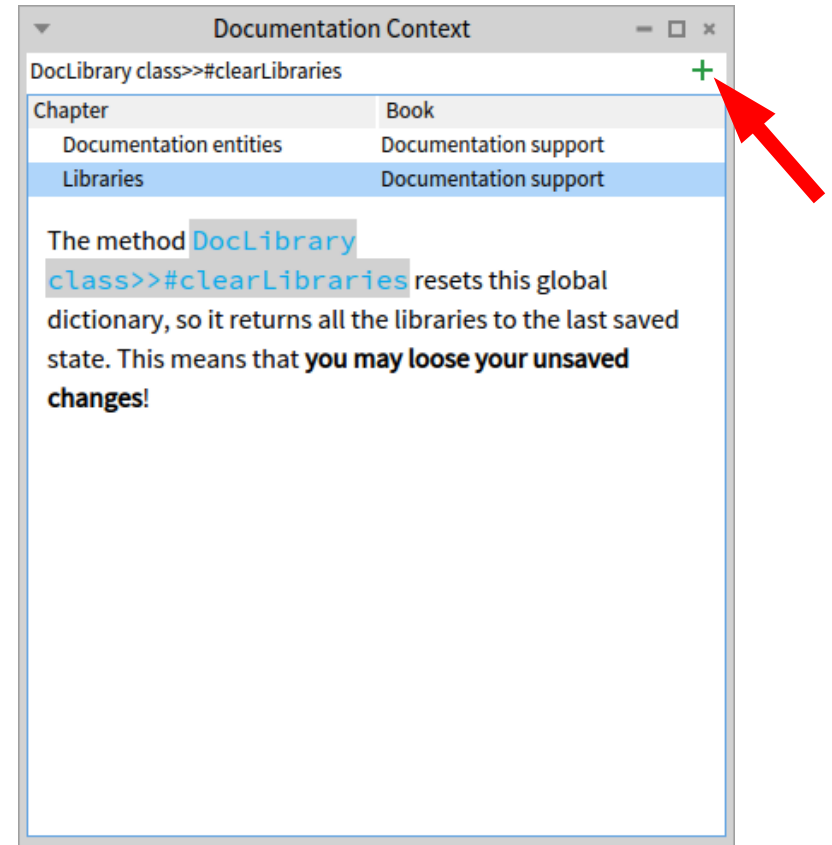 Documentation Context
DocLibrary class>>#clearLibraries
Chapter Book
Documentation entities Documentation support
Libraries Documentation support
The method DocLibrary
class>>#clearLibraries resets this global
dictionary, so it returns all the libraries to the last saved
state. This means that you may loose your unsaved
changes!